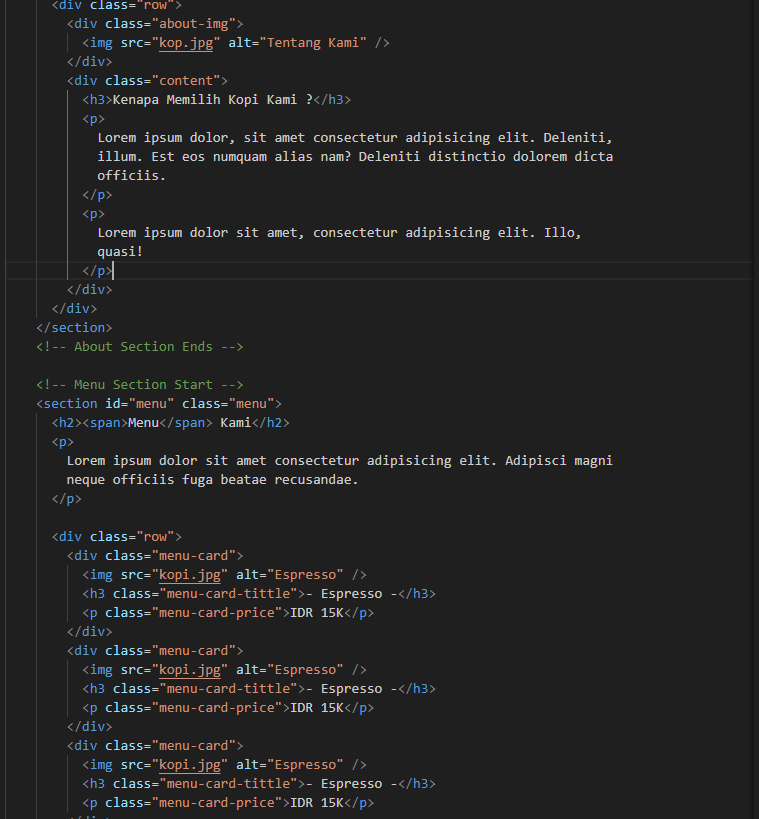 <div class="row">
<div class="about-img">
<img src="kop.jpg" alt="Tentang Kami" />
</div>
<div class="content">
<h3>Kenapa Memilih Kopi Kami ?</h3>
<p>
Lorem ipsum dolor, sit amet consectetur adipisicing elit. Deleniti,
illum. Est eos numquam alias nam? Deleniti distinctio dolorem dicta
officiis.
</p>
<p>
Lorem ipsum dolor sit amet, consectetur adipisicing elit. Illo,
quasi!
</p>
</div>
</div>
</section>
<!-- About Section Ends -->
<!-- Menu Section Start -->
<section id="menu" class="menu">
<h2><span>Menu</span> Kami</h2>
<p>
Lorem ipsum dolor sit amet consectetur adipisicing elit. Adipisci magni
neque officiis fuga beatae recusandae.
</p>
<div class="row">
<div class="menu-card">
<img src="kopi.jpg" alt="Espresso" />
<h3 class="menu-card-tittle">- Espresso -</h3>
<p class="menu-card-price">IDR 15K</p>
</div>
<div class="menu-card">
<img src="kopi.jpg" alt="Espresso" />
<h3 class="menu-card-tittle">- Espresso -</h3>
<p class="menu-card-price">IDR 15K</p>
</div>
<div class="menu-card">
<img src="kopi.jpg" alt="Espresso" />
<h3 class="menu-card-tittle">- Espresso -</h3>
<p class="menu-card-price">IDR 15K</p>
</div>